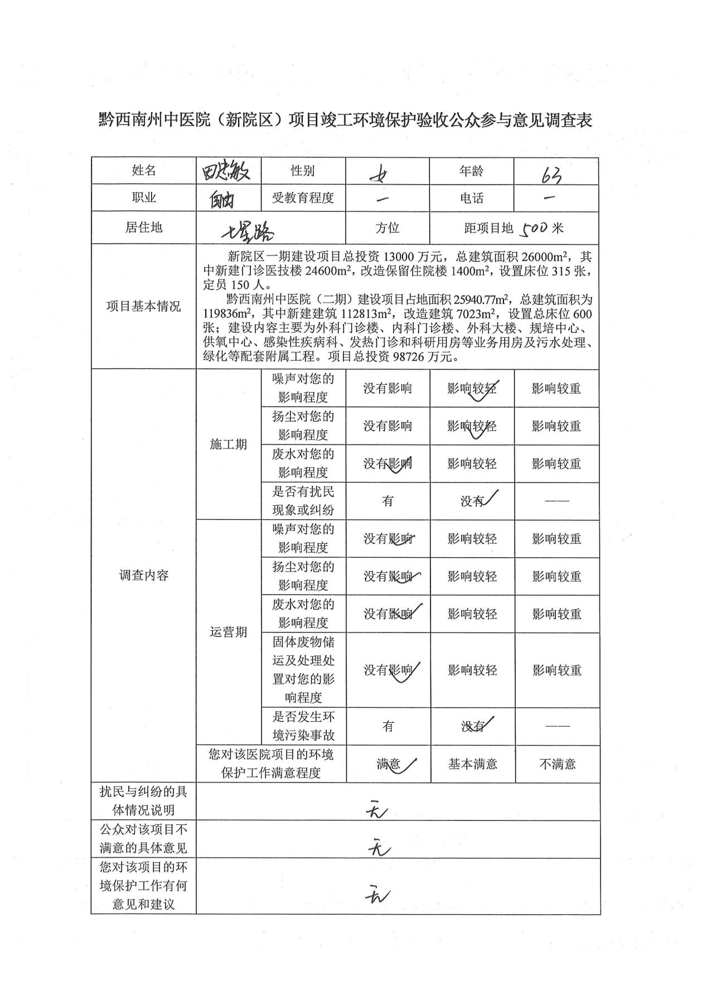 黔西南州中医院（新院区）项目竣工环境保护验收公众参与意见调查表
姓名 田忠敏 性别 女 年龄 63
职业 自由 受教育程度 一 电话 一
居住地 七星路 方位 距项目地 500 米
项目基本情况
新院区一期建设项目总投资 13000 万元，总建筑面积 26000m²，其
中新建门诊医技楼 24600m²，改造保留住院楼 1400m²，设置床位 315 张，
定员 150 人。
黔西南州中医院（二期）建设项目占地面积 25940.77m²，总建筑面积为
119836m²，其中新建建筑 112813m²，改造建筑 7023m²，设置总床位 600
张；建设内容主要为外科门诊楼、内科门诊楼、外科大楼、规培中心、
供氧中心、感染性疾病科、发热门诊和科研用房等业务用房及污水处理、
绿化等配套附属工程。项目总投资 98726 万元。
调查内容
施工期
噪声对您的
影响程度
没有影响 影响较轻 ✓ 影响较重
扬尘对您的
影响程度
没有影响 影响较轻 ✓ 影响较重
废水对您的
影响程度
没有影响 ✓ 影响较轻 影响较重
是否有扰民
现象或纠纷
有 没有 ✓ ——
运营期
噪声对您的
影响程度
没有影响 ✓ 影响较轻 影响较重
扬尘对您的
影响程度
没有影响 ✓ 影响较轻 影响较重
废水对您的
影响程度
没有影响 ✓ 影响较轻 影响较重
固体废物储
运及处理处
置对您的影
响程度
没有影响 ✓ 影响较轻 影响较重
是否发生环
境污染事故
有 没有 ✓ ——
您对该医院项目的环境
保护工作满意程度
满意 ✓ 基本满意 不满意
扰民与纠纷的具
体情况说明
无
公众对该项目不
满意的具体意见
无
您对该项目的环
境保护工作有何
意见和建议
无